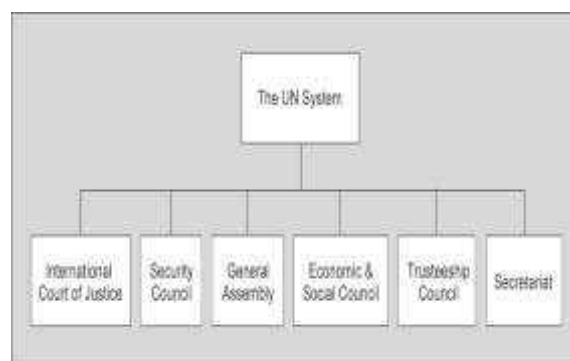 The UN System
International
Court of Justice
Security
Council
General
Assembly
Economic &
Social Council
Trusteeship
Council
Secretariat